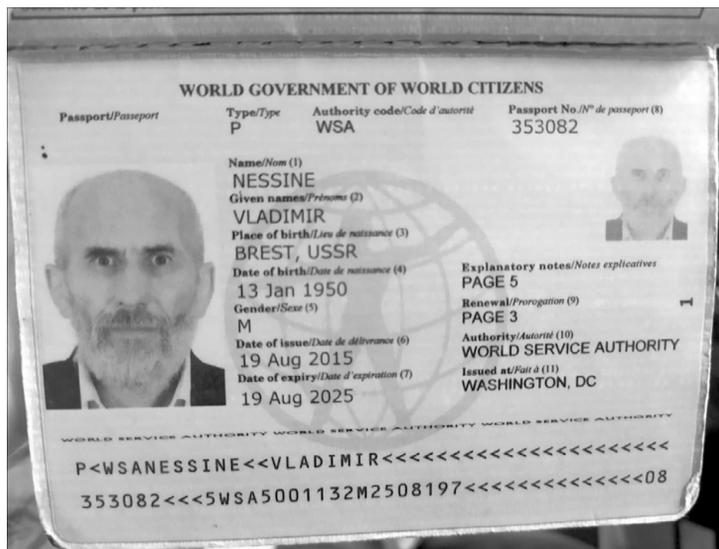 WORLD GOVERNMENT OF WORLD CITIZENS
Passport/Passeport Type/Type Authority code/Code d'autorité Passport No./Nº de passeport (8)
P WSA 353082
Name/Nom (1)
NESSINE
Given names/Prénoms (2)
VLADIMIR
Place of birth/Lieu de naissance (3)
BREST, USSR
Date of birth/Date de naissance (4)
13 Jan 1950
Gender/Sexe (5)
M
Date of issue/Date de délivrance (6)
19 Aug 2015
Date of expiry/Date d'expiration (7)
19 Aug 2025
Explanatory notes/Notes explicatives
PAGE 5
Renewal/Prorogation (9)
PAGE 3
Authority/Autorité (10)
WORLD SERVICE AUTHORITY
Issued at/Fait à (11)
WASHINGTON, DC
1
WORLD SERVICE AUTHORITY WORLD SERVICE AUTHORITY WORLD SERVICE AUTHORITY
P<WSANESSINE<<VLADIMIR<<<<<<<<<<<<<<<<<<<<<<
353082<<<5WSA5001132M2508197<<<<<<<<<<<<<<08